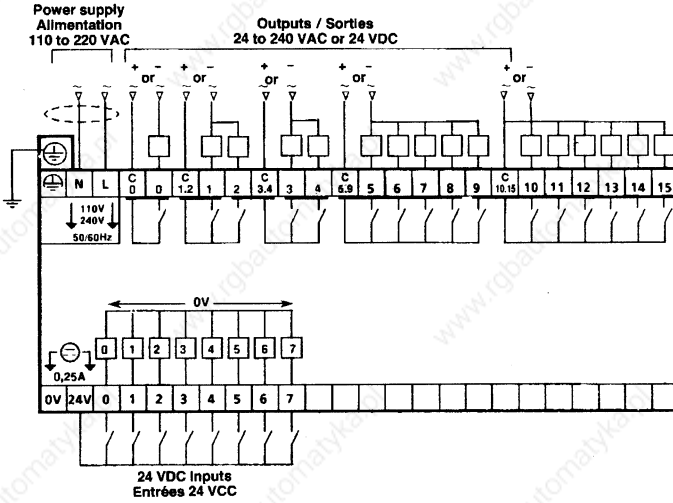 Power supply
Alimentation
110 to 220 VAC
Outputs / Sorties
24 to 240 VAC or 24 VDC
+ or - + or - + or - + or - + or -
N L C 0 0 C 1.2 1 2 C 3.4 3 4 C 5.9 5 6 7 8 9 C 10.15 10 11 12 13 14 15
110V
240V
50/60Hz
0V
0 1 2 3 4 5 6 7
0,25A
0V 24V 0 1 2 3 4 5 6 7
24 VDC Inputs
Entrées 24 VCC
www.rgbautomatyka.pl